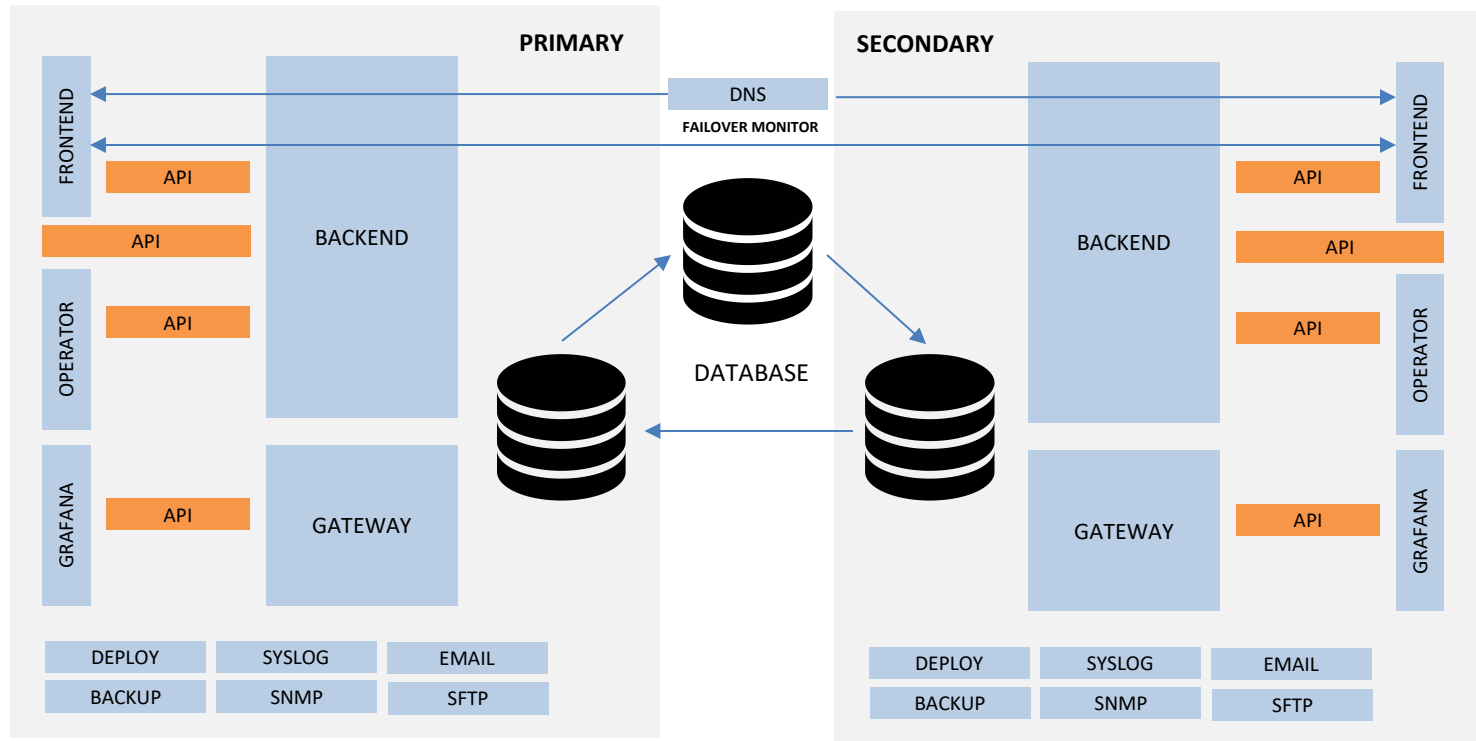 PRIMARY
SECONDARY
DNS
FAILOVER MONITOR
FRONTEND
API
API
OPERATOR
API
GRAFANA
API
BACKEND
GATEWAY
DATABASE
BACKEND
GATEWAY
API
FRONTEND
API
API
OPERATOR
API
GRAFANA
DEPLOY
SYSLOG
EMAIL
BACKUP
SNMP
SFTP
DEPLOY
SYSLOG
EMAIL
BACKUP
SNMP
SFTP